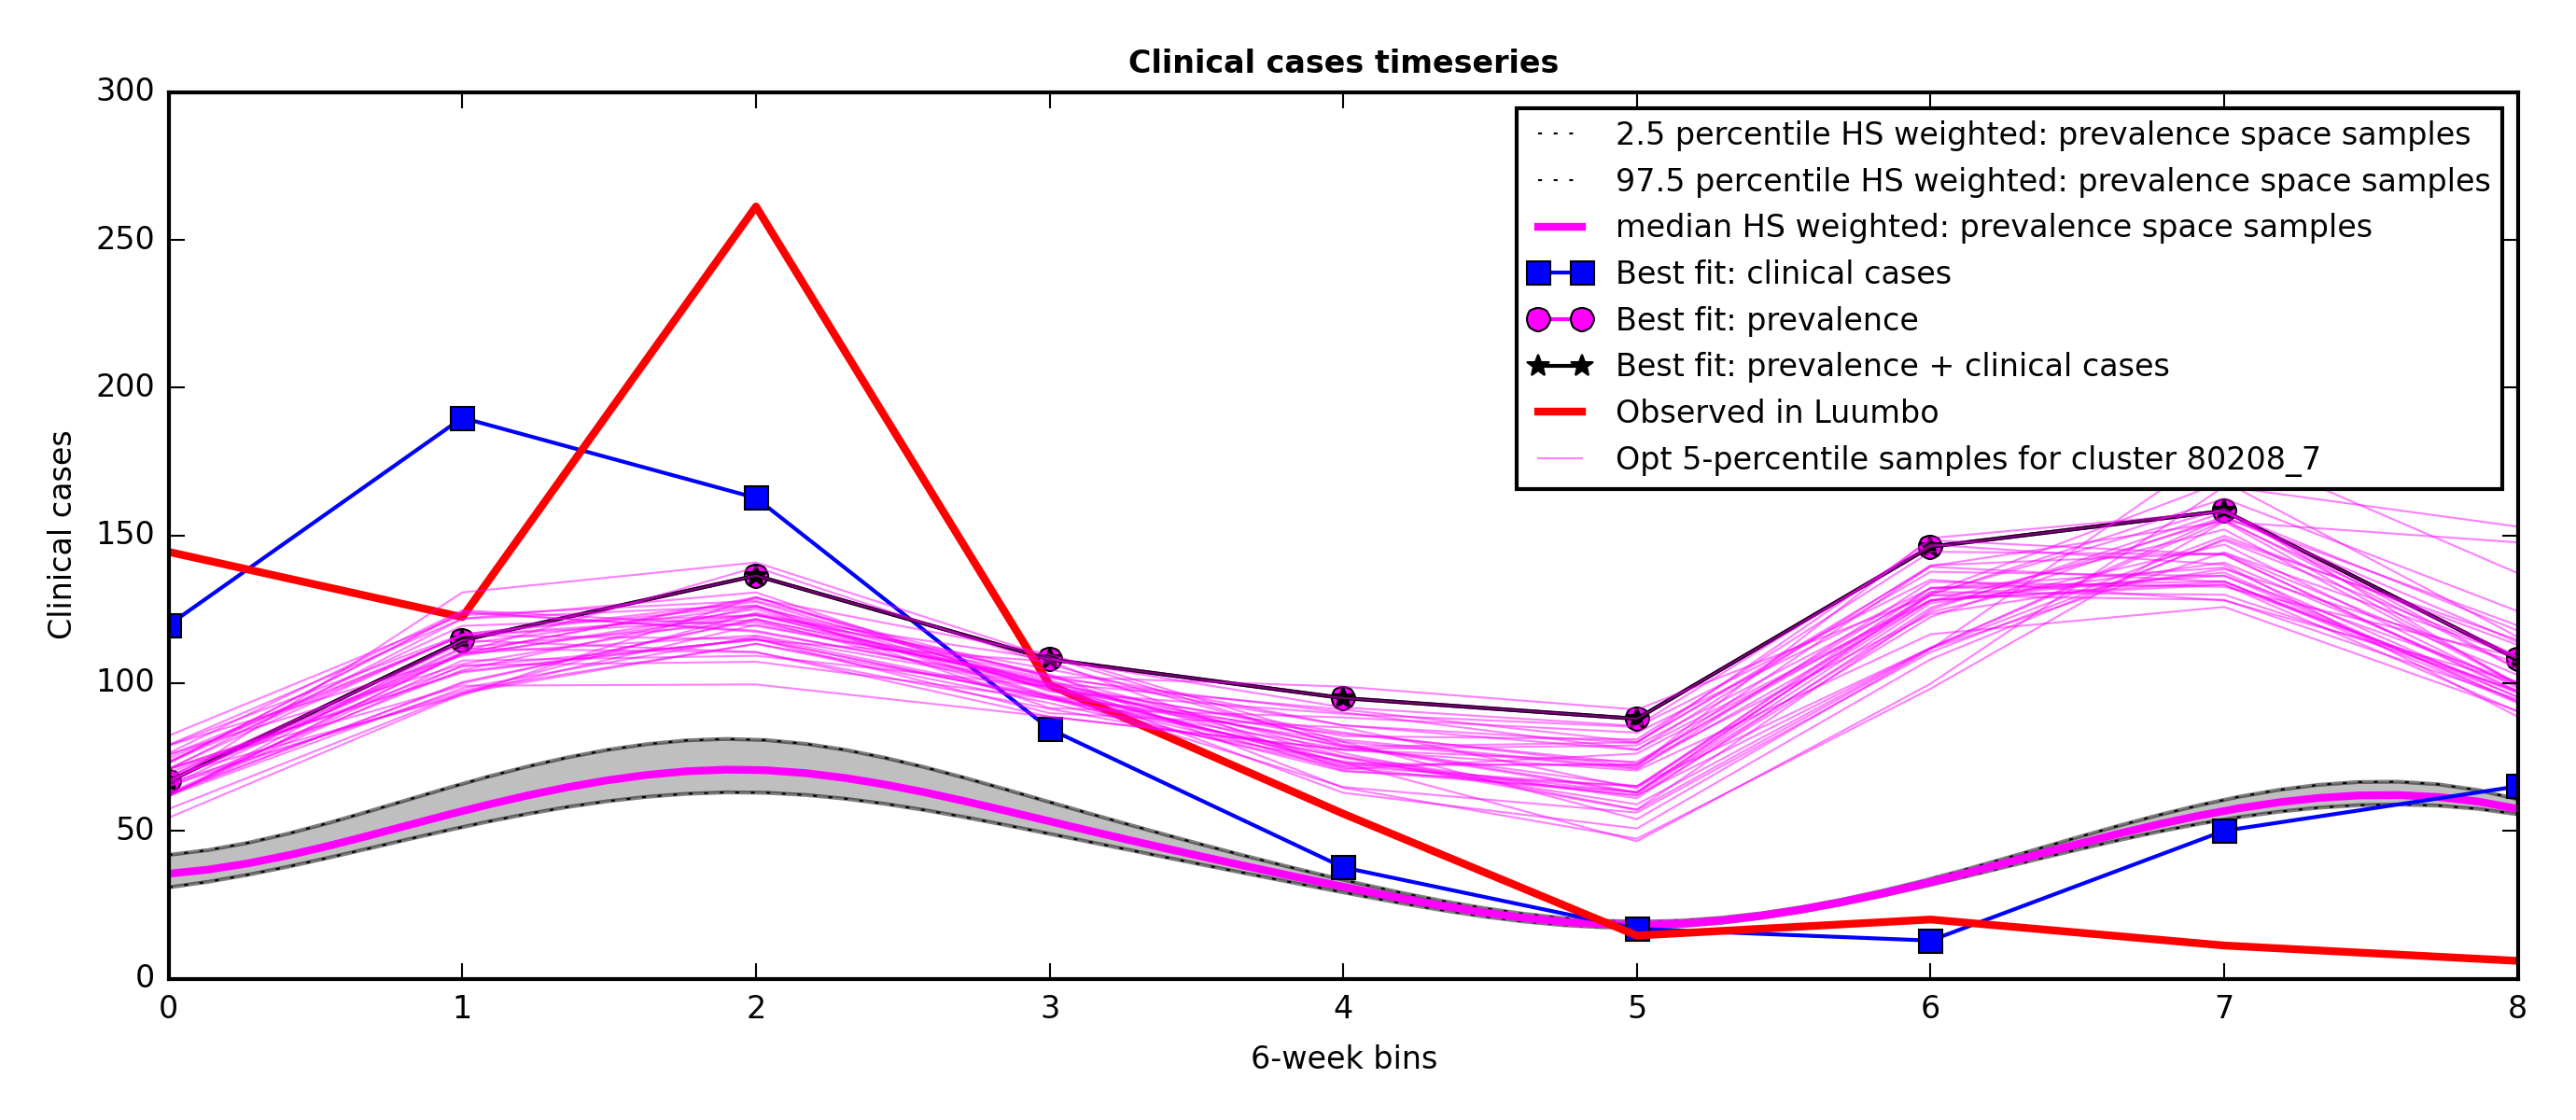 Clinical cases timeseries
300
250
200
150
100
50
0
Clinical cases
2.5 percentile HS weighted: prevalence space samples
97.5 percentile HS weighted: prevalence space samples
median HS weighted: prevalence space samples
Best fit: clinical cases
Best fit: prevalence
Best fit: prevalence + clinical cases
Observed in Luumbo
Opt 5-percentile samples for cluster 80208_7
0 1 2 3 4 5 6 7 8
6-week bins